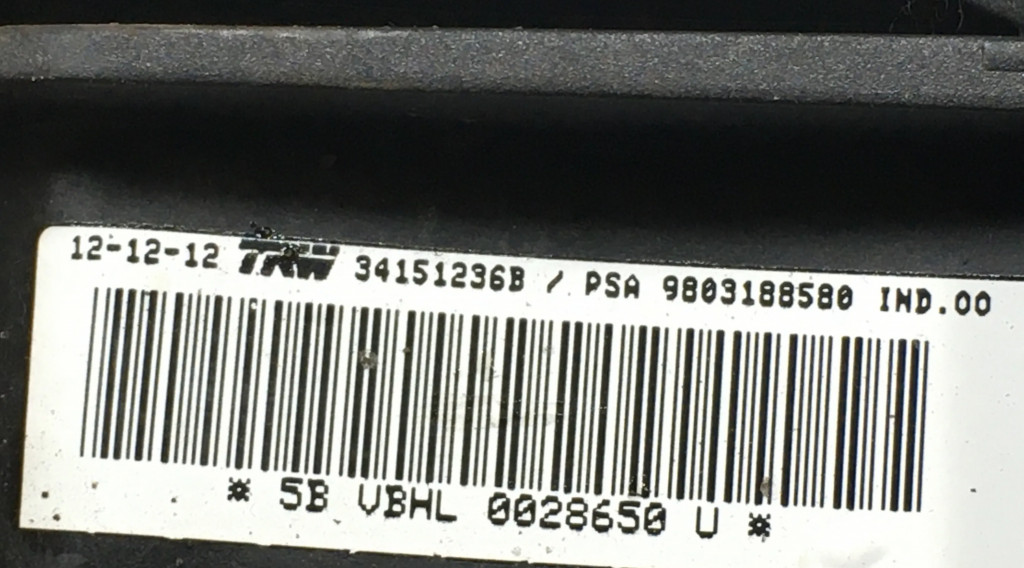 12-12-12 TRW 34151236B / PSA 9803188580 IND.00
* 5B VBHL 0028650 U *